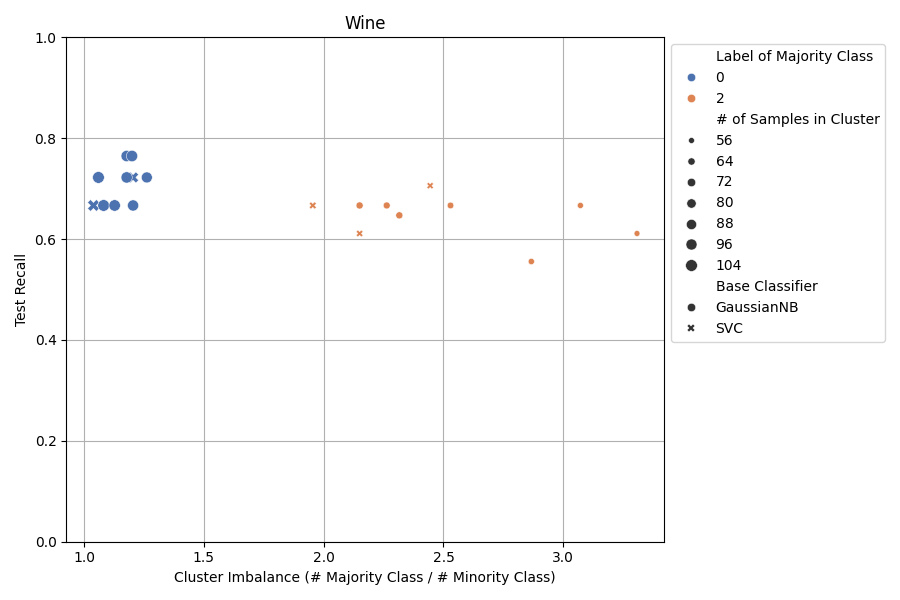 Wine
Test Recall
1.0
0.8
0.6
0.4
0.2
0.0
1.0 1.5 2.0 2.5 3.0
Cluster Imbalance (# Majority Class / # Minority Class)
Label of Majority Class
0
2
# of Samples in Cluster
56
64
72
80
88
96
104
Base Classifier
GaussianNB
SVC